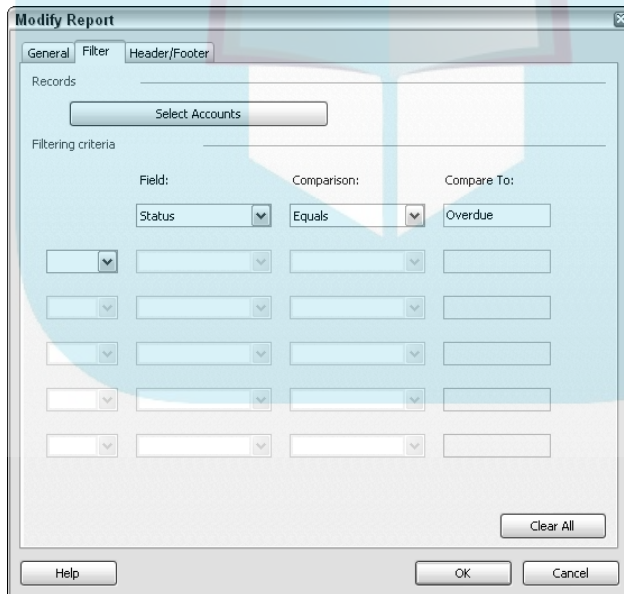 Modify Report
General Filter Header/Footer
Records
Select Accounts
Filtering criteria
Field: Comparison: Compare To:
Status Equals Overdue
Clear All
Help OK Cancel